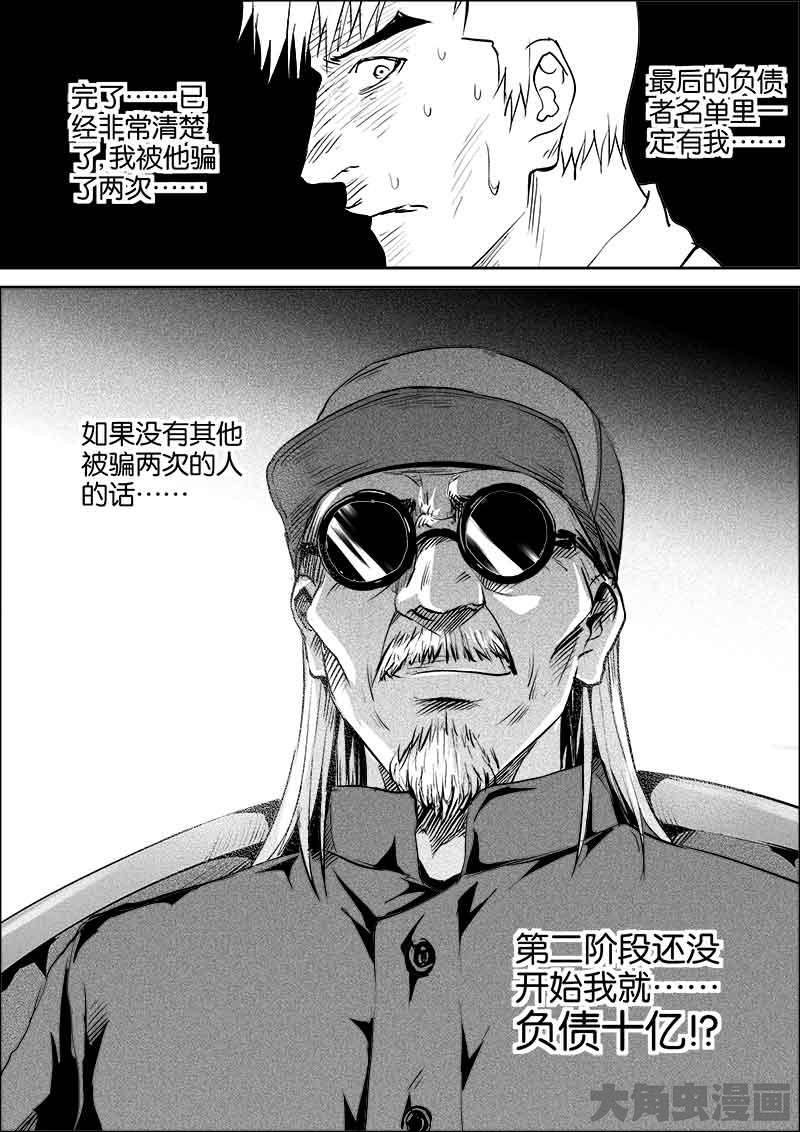 完了……已
经非常清楚
了，我被他骗
了两次……
最后的负债
者名单里一
定有我……
如果没有其他
被骗两次的人
的话……
第二阶段还没
开始我就……
负债十亿!?
大角虫漫画